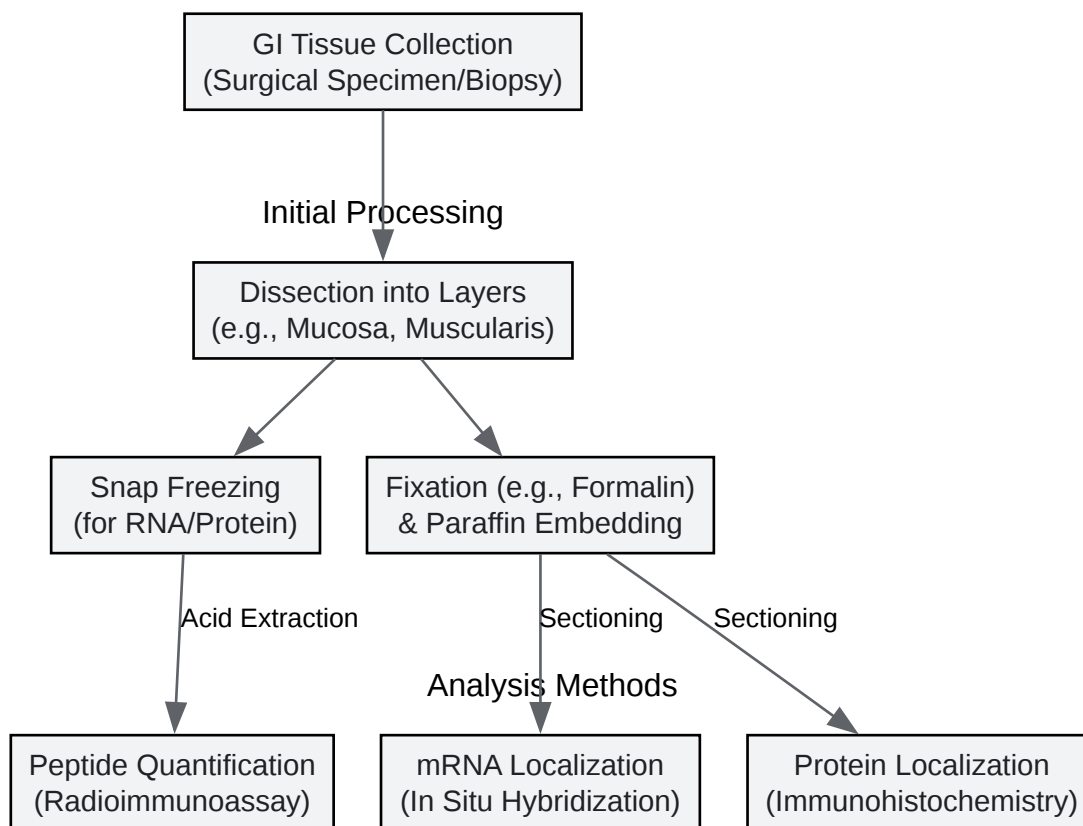 GI Tissue Collection
(Surgical Specimen/Biopsy)
Initial Processing
Dissection into Layers
(e.g., Mucosa, Muscularis)
Snap Freezing
(for RNA/Protein)
Fixation (e.g., Formalin)
& Paraffin Embedding
Acid Extraction
Sectioning
Sectioning
Analysis Methods
Peptide Quantification
(Radioimmunoassay)
mRNA Localization
(In Situ Hybridization)
Protein Localization
(Immunohistochemistry)